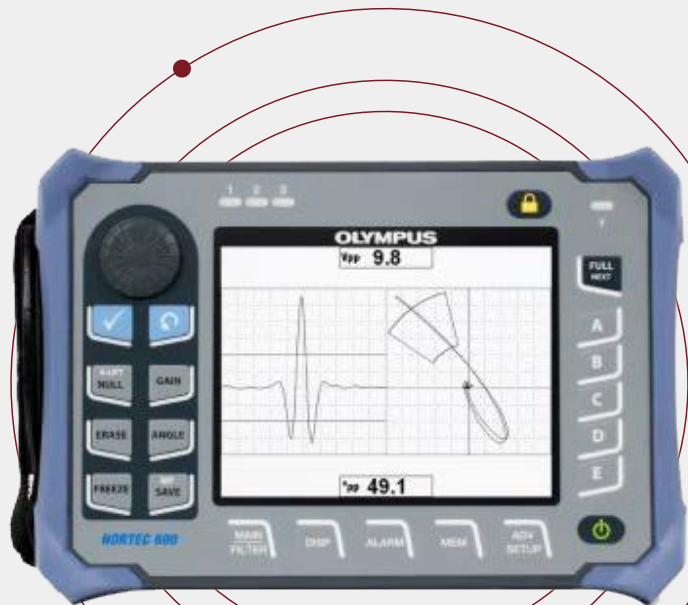 1 2 3
OLYMPUS
Vpp 9.8
FULL
NEXT
A
NULL
GAIN
B
C
ERASE
ANGLE
D
FREEZE
SAVE
E
°pp 49.1
NORTEC 600
MAIN
FILTER
DISP
ALARM
MEM
ADV
SETUP